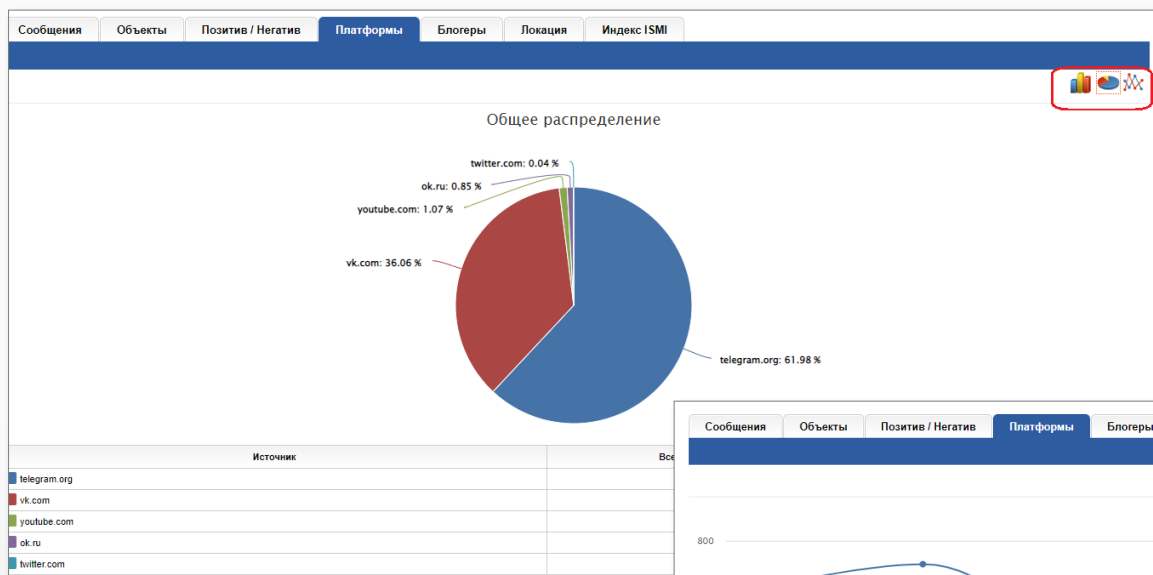 Сообщения Объекты Позитив / Негатив Платформы Блогеры Локация Индекс ISMI
Общее распределение
twitter.com: 0.04 %
ok.ru: 0.85 %
youtube.com: 1.07 %
vk.com: 36.06 %
telegram.org: 61.98 %
Источник Все
telegram.org
vk.com
youtube.com
ok.ru
twitter.com
Сообщения Объекты Позитив / Негатив Платформы Блогеры
800